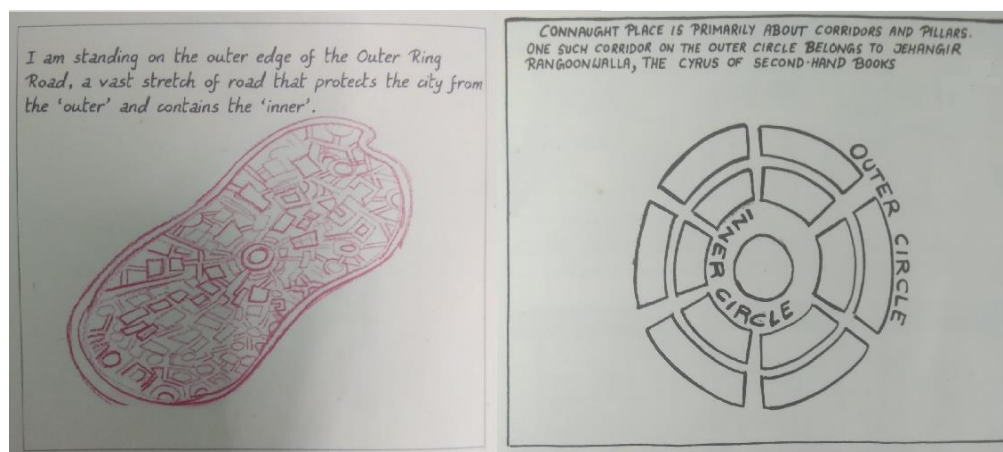 I am standing on the outer edge of the Outer Ring
Road, a vast stretch of road that protects the city from
the ‘outer’ and contains the ‘inner’.
CONNAUGHT PLACE IS PRIMARILY ABOUT CORRIDORS AND PILLARS.
ONE SUCH CORRIDOR ON THE OUTER CIRCLE BELONGS TO JEHANGIR
RANGOONWALLA, THE CYRUS OF SECOND-HAND BOOKS
OUTER CIRCLE
INNER CIRCLE